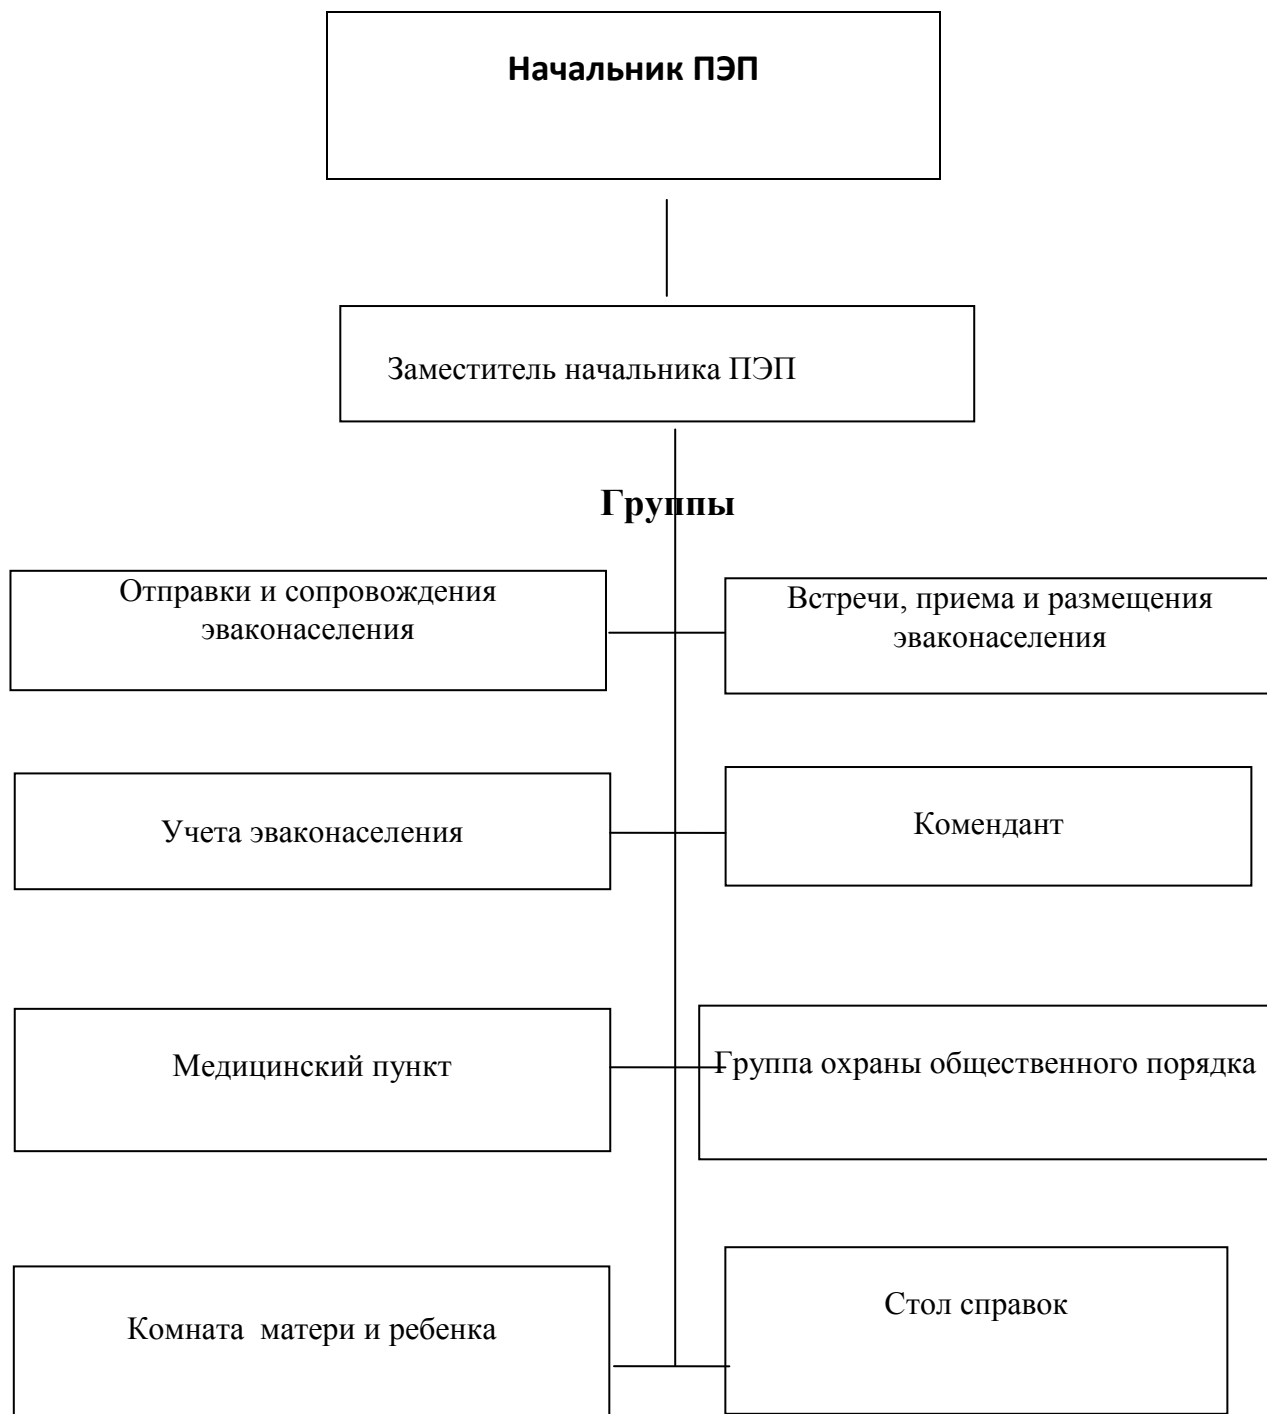 Начальник ПЭП
Заместитель начальника ПЭП
Группы
Отправки и сопровождения
эваконаселения
Встречи, приема и размещения
эваконаселения
Учета эваконаселения
Комендант
Медицинский пункт
Группа охраны общественного порядка
Комната  матери и ребенка
Стол справок